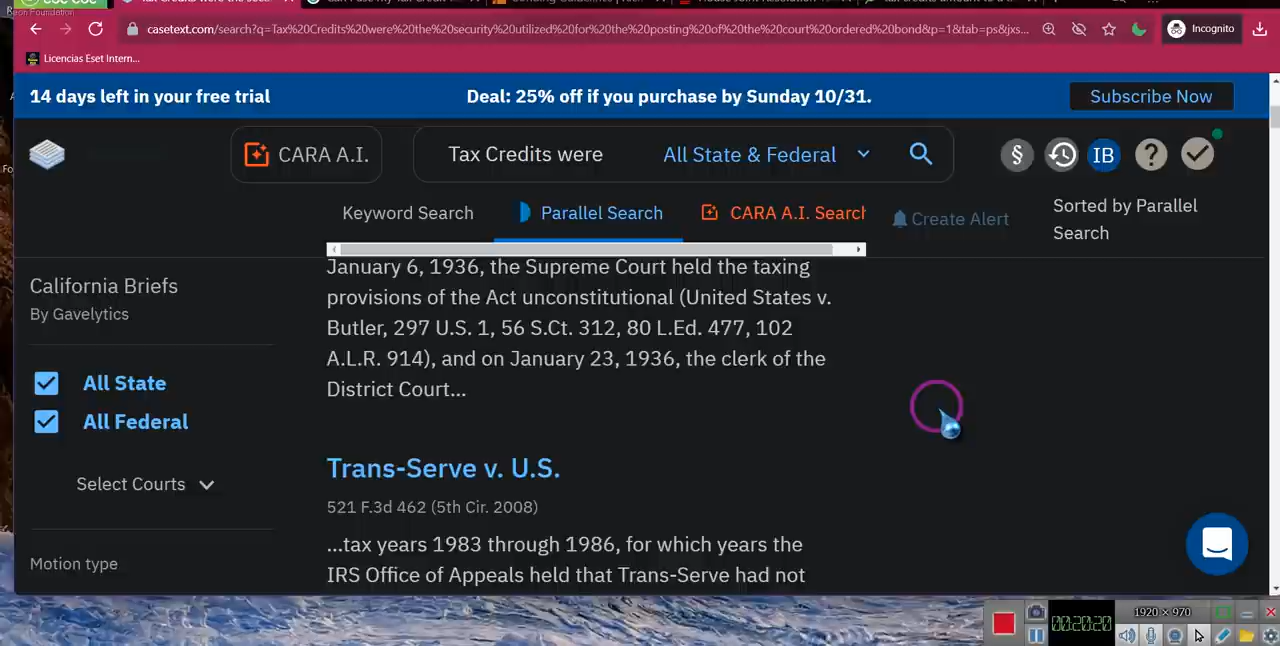 casetext.com/search?q=Tax%20Credits%20were%20the%20security%20utilized%20for%20the%20posting%20of%20the%20court%20ordered%20bond&p=1&tab=ps&jxs...
Incognito
Licencias Eset Intern...
14 days left in your free trial
Deal: 25% off if you purchase by Sunday 10/31.
Subscribe Now
CARA A.I.
Tax Credits were
All State & Federal
§
IB
?
Keyword Search
Parallel Search
CARA A.I. Search
Create Alert
Sorted by Parallel
Search
California Briefs
By Gavelytics
All State
All Federal
Select Courts
Motion type
January 6, 1936, the Supreme Court held the taxing
provisions of the Act unconstitutional (United States v.
Butler, 297 U.S. 1, 56 S.Ct. 312, 80 L.Ed. 477, 102
A.L.R. 914), and on January 23, 1936, the clerk of the
District Court...
Trans-Serve v. U.S.
521 F.3d 462 (5th Cir. 2008)
...tax years 1983 through 1986, for which years the
IRS Office of Appeals held that Trans-Serve had not
00:20:20
1920 × 970